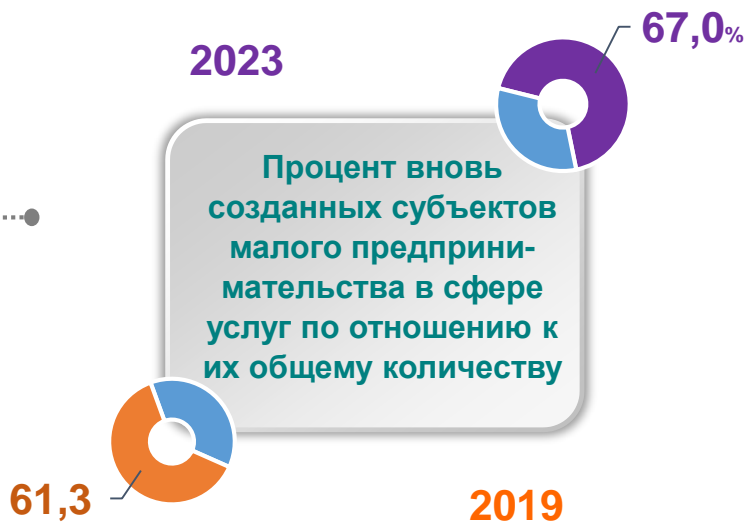 67,0%
2023
Процент вновь
созданных субъектов
малого предприни-
мательства в сфере
услуг по отношению к
их общему количеству
61,3
2019